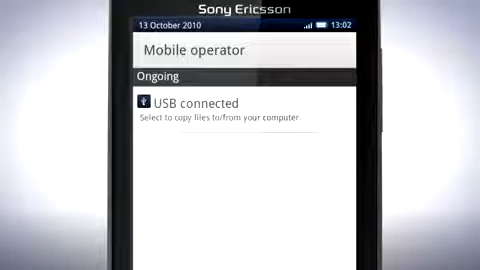 Sony Ericsson
13 October 2010 13:02
Mobile operator
Ongoing
USB connected
Select to copy files to/from your computer.